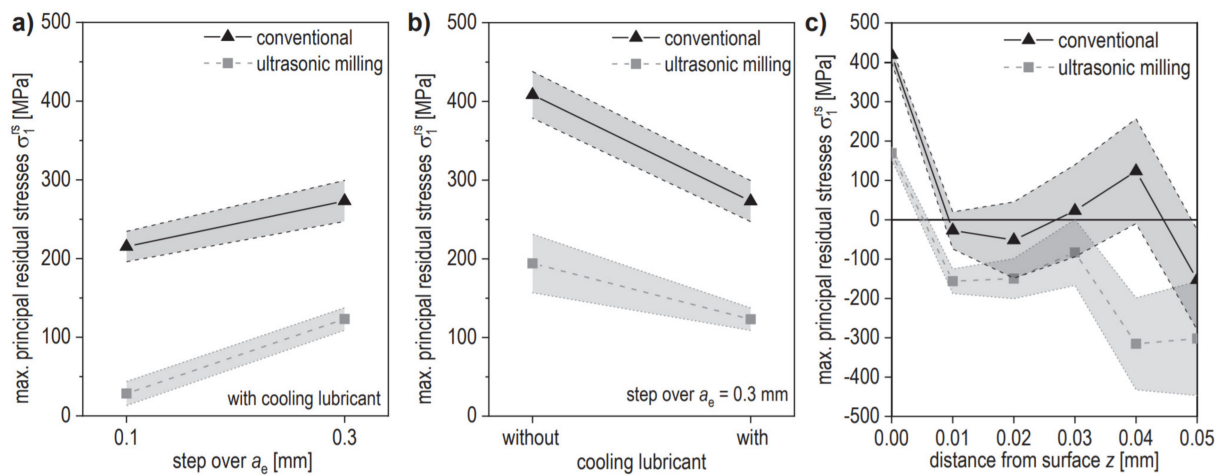 a)
500
400
300
200
100
0
max. principal residual stresses σ₁ʳˢ [MPa]
conventional
ultrasonic milling
with cooling lubricant
0.1
0.3
step over aₑ [mm]
b)
500
400
300
200
100
0
max. principal residual stresses σ₁ʳˢ [MPa]
conventional
ultrasonic milling
step over aₑ = 0.3 mm
without
with
cooling lubricant
c)
500
400
300
200
100
0
-100
-200
-300
-400
-500
max. principal residual stresses σ₁ʳˢ [MPa]
conventional
ultrasonic milling
0.00 0.01 0.02 0.03 0.04 0.05
distance from surface z [mm]